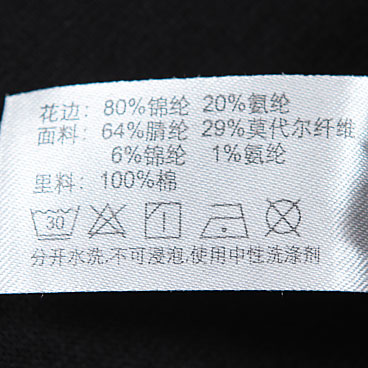 花边：80%锦纶 20%氨纶
面料：64%腈纶 29%莫代尔纤维
6%锦纶 1%氨纶
里料：100%棉
30
分开水洗,不可浸泡,使用中性洗涤剂